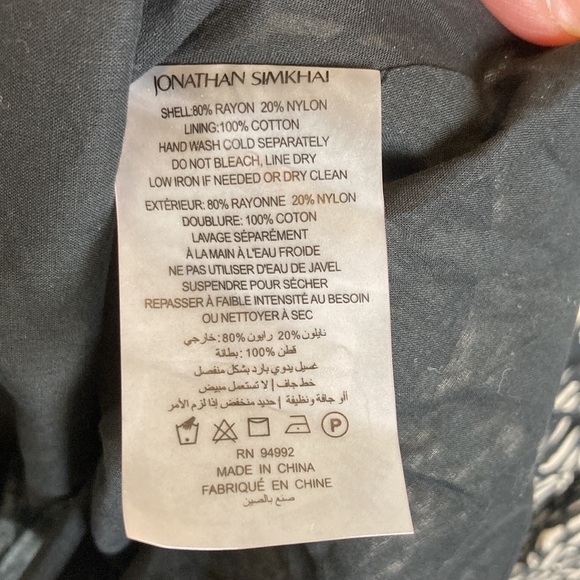 JONATHAN SIMKHAI
SHELL:80% RAYON 20% NYLON
LINING:100% COTTON
HAND WASH COLD SEPARATELY
DO NOT BLEACH, LINE DRY
LOW IRON IF NEEDED OR DRY CLEAN
EXTÉRIEUR: 80% RAYONNE 20% NYLON
DOUBLURE: 100% COTON
LAVAGE SÉPARÉMENT
À LA MAIN À L'EAU FROIDE
NE PAS UTILISER D'EAU DE JAVEL
SUSPENDRE POUR SÉCHER
REPASSER À FAIBLE INTENSITÉ AU BESOIN
OU NETTOYER À SEC
نايلون %20 رايون %80: خارجي
قطن %100: بطانة
غسيل يدوي بارد بشكل منفصل
خط جاف | لا تستعمل مبيض
ألو جافة ونظيفة | حديد منخفض إذا لزم الأمر
P
RN 94992
MADE IN CHINA
FABRIQUÉ EN CHINE
صنع بالصين